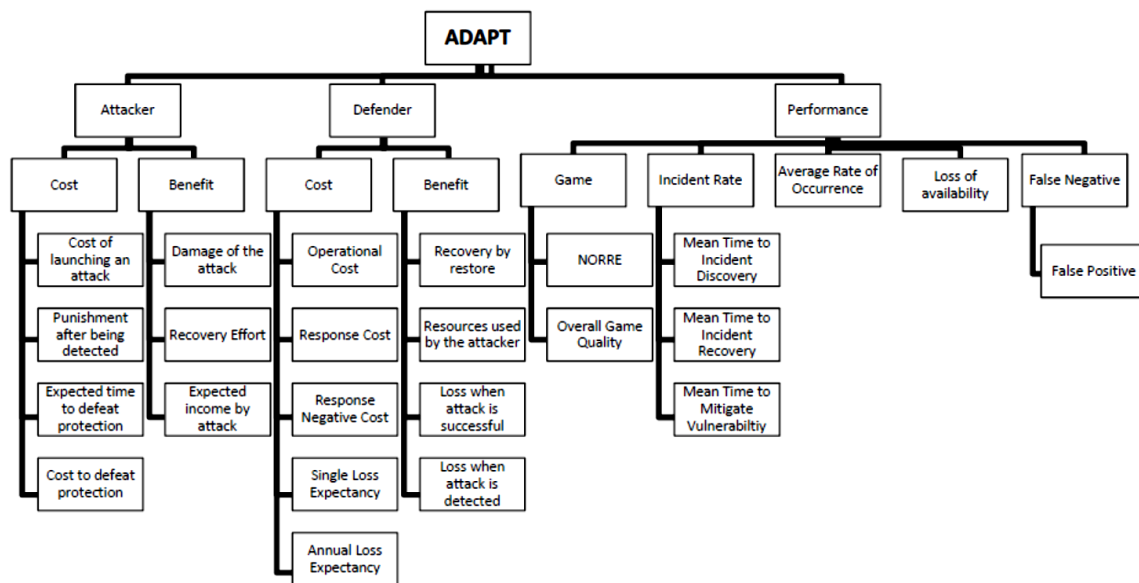 ADAPT
Attacker
Defender
Performance
Cost
Benefit
Cost
Benefit
Game
Incident Rate
Average Rate of
Occurrence
Loss of
availability
False Negative
Cost of
launching an
attack
Damage of the
attack
Operational
Cost
Recovery by
restore
NORRE
Mean Time to
Incident
Discovery
False Positive
Punishment
after being
detected
Recovery Effort
Response Cost
Resources used
by the attacker
Overall Game
Quality
Mean Time to
Incident
Recovery
Expected time
to defeat
protection
Expected
income by
attack
Response
Negative Cost
Loss when
attack is
successful
Mean Time to
Mitigate
Vulnerabiltiy
Cost to defeat
protection
Single Loss
Expectancy
Loss when
attack is
detected
Annual Loss
Expectancy